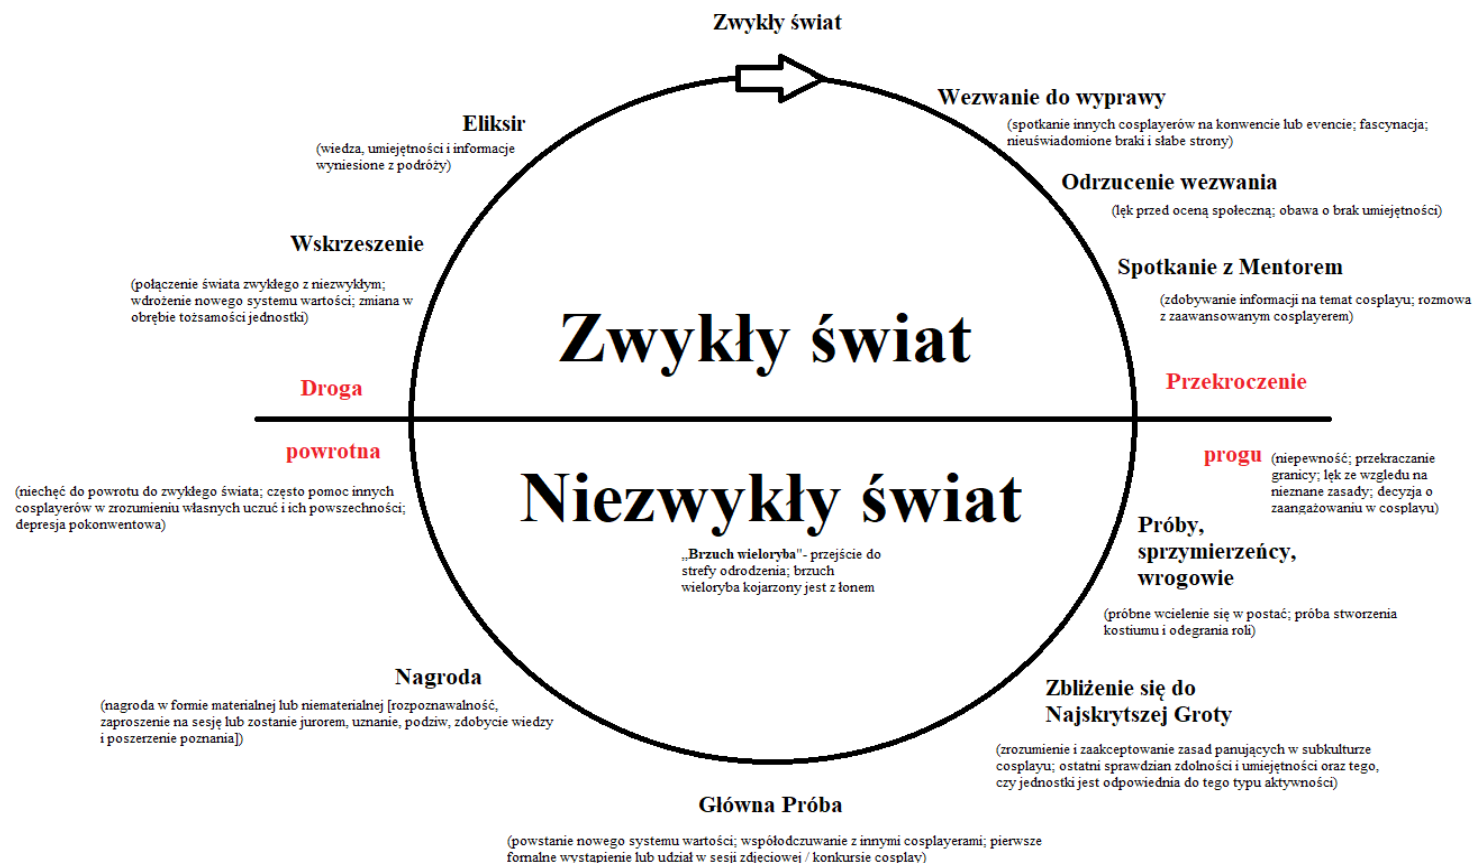 Zwykły świat
Wezwanie do wyprawy
(spotkanie innych cosplayerów na konwencie lub evencie; fascynacja;
nieuświadomione braki i słabe strony)
Odrzucenie wezwania
(lęk przed oceną społeczną; obawa o brak umiejętności)
Spotkanie z Mentorem
(zdobywanie informacji na temat cosplayu; rozmowa
z zaawansowanym cosplayerem)
Przekroczenie
progu
(niepewność; przekraczanie
granicy; lęk ze względu na
nieznane zasady; decyzja o
zaangażowaniu w cosplayu)
Próby,
sprzymierzeńcy,
wrogowie
(próbne wcielenie się w postać; próba stworzenia
kostiumu i odegrania roli)
Zbliżenie się do
Najskrytszej Groty
(zrozumienie i zaakceptowanie zasad panujących w subkulturze
cosplayu; ostatni sprawdzian zdolności i umiejętności oraz tego,
czy jednostki jest odpowiednia do tego typu aktywności)
Główna Próba
(powstanie nowego systemu wartości; współodczuwanie z innymi cosplayerami; pierwsze
fomalne wystąpienie lub udział w sesji zdjęciowej / konkursie cosplay)
Nagroda
(nagroda w formie materialnej lub niematerialnej [rozpoznawalność,
zaproszenie na sesję lub zostanie jurorem, uznanie, podziw, zdobycie wiedzy
i poszerzenie poznania])
Droga
powrotna
(niechęć do powrotu do zwykłego świata; często pomoc innych
cosplayerów w zrozumieniu własnych uczuć i ich powszechności;
depresja pokonwentowa)
Wskrzeszenie
(połączenie świata zwykłego z niezwykłym;
wdrożenie nowego systemu wartości; zmiana w
obrębie tożsamości jednostki)
Eliksir
(wiedza, umiejętności i informacje
wyniesione z podróży)
Zwykły świat
Niezwykły świat
„Brzuch wieloryba"- przejście do
strefy odrodzenia; brzuch
wieloryba kojarzony jest z łonem